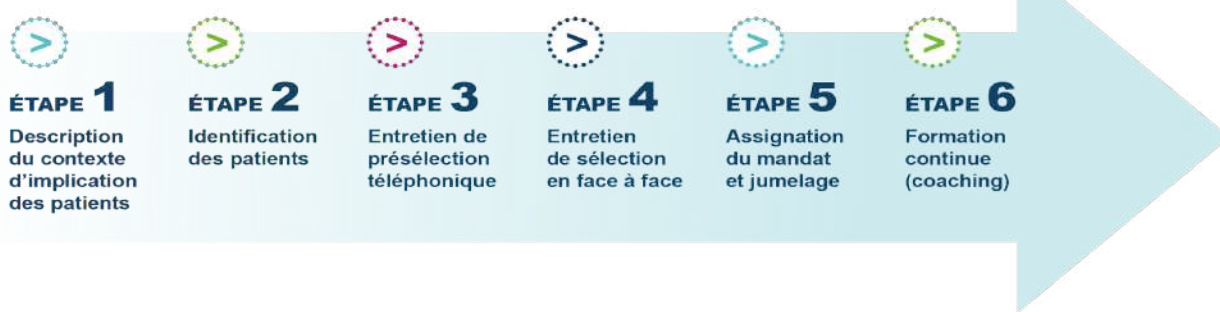 ÉTAPE 1
Description
du contexte
d'implication
des patients
ÉTAPE 2
Identification
des patients
ÉTAPE 3
Entretien de
présélection
téléphonique
ÉTAPE 4
Entretien
de sélection
en face à face
ÉTAPE 5
Assignation
du mandat
et jumelage
ÉTAPE 6
Formation
continue
(coaching)